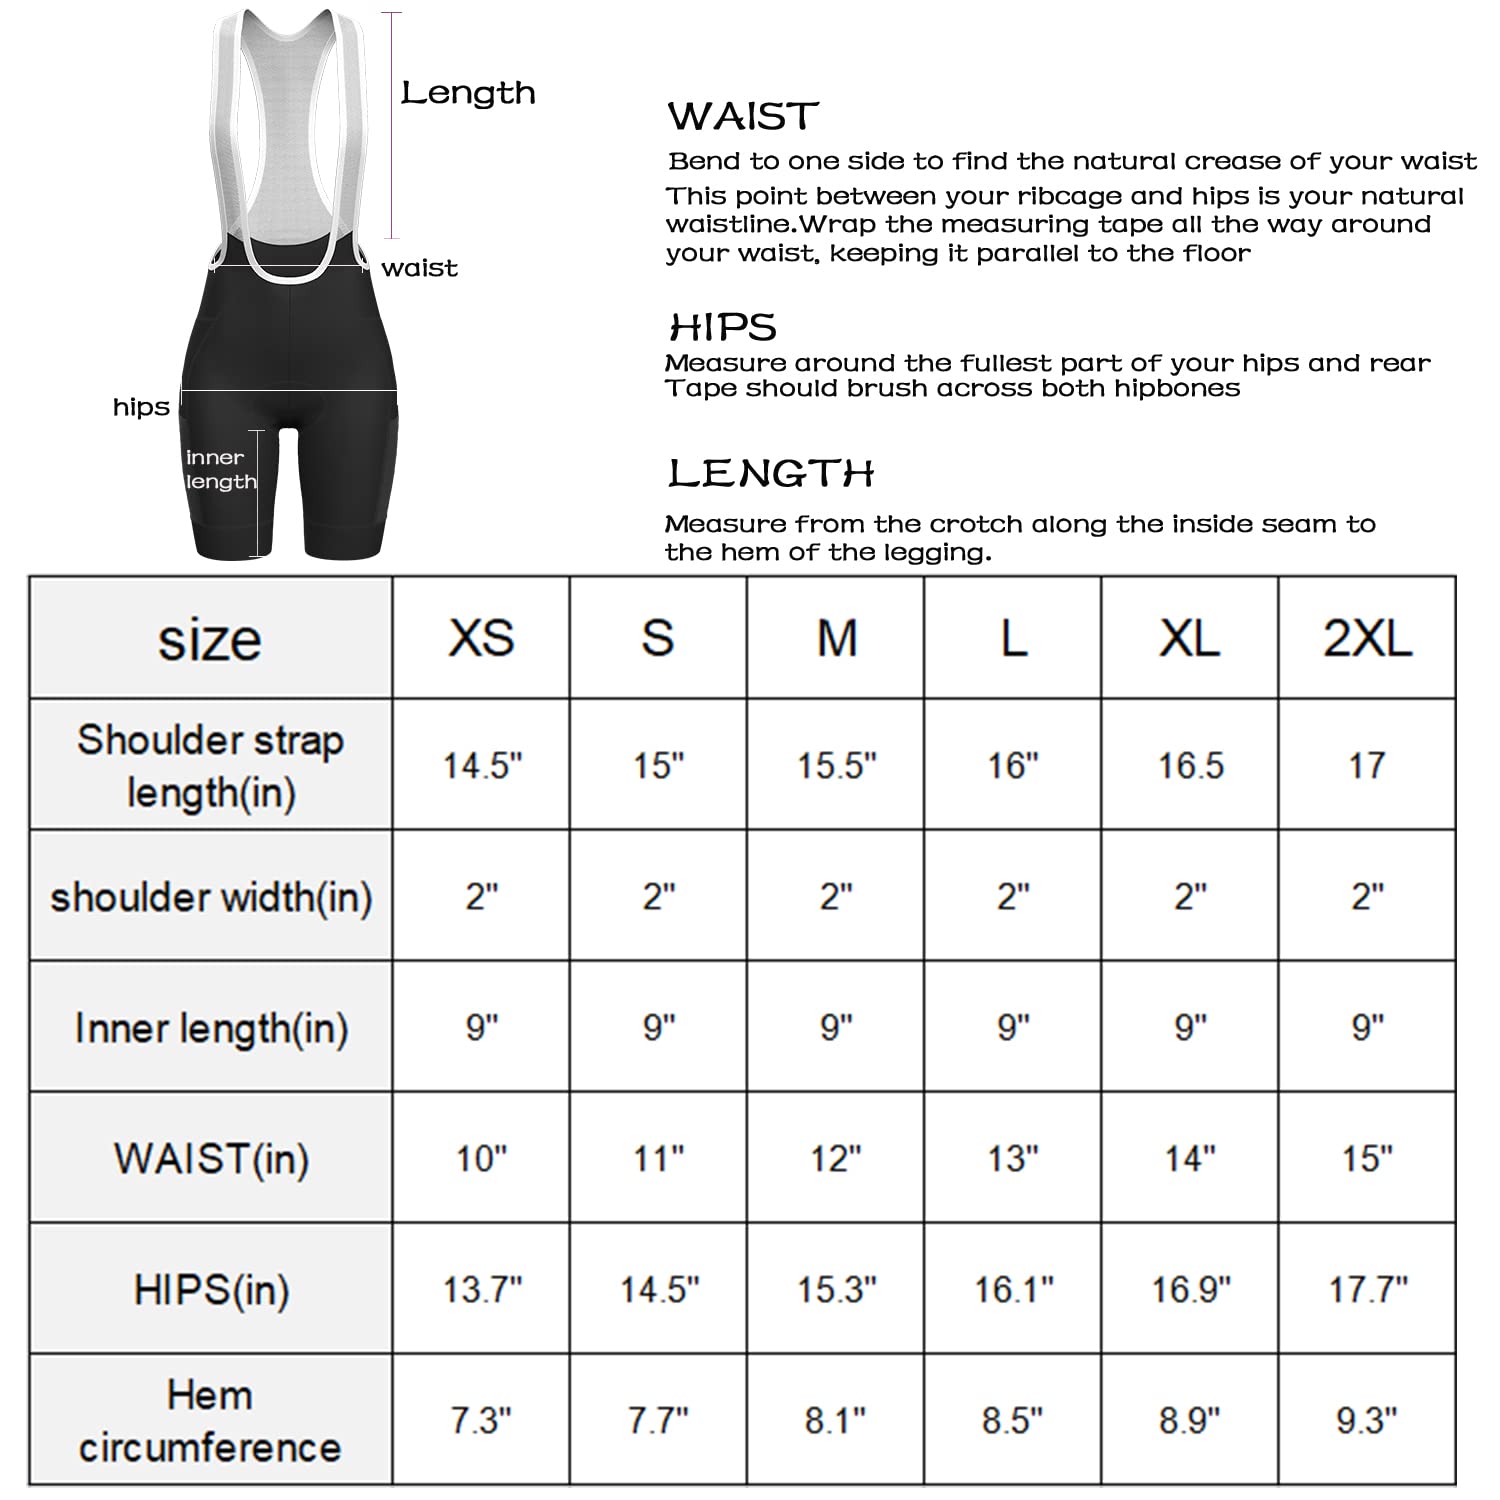 Length
waist
hips
inner
length
WAIST
Bend to one side to find the natural crease of your waist
This point between your ribcage and hips is your natural
waistline.Wrap the measuring tape all the way around
your waist, keeping it parallel to the floor
HIPS
Measure around the fullest part of your hips and rear
Tape should brush across both hipbones
LENGTH
Measure from the crotch along the inside seam to
the hem of the legging.
size XS S M L XL 2XL
Shoulder strap
length(in) 14.5" 15" 15.5" 16" 16.5 17
shoulder width(in) 2" 2" 2" 2" 2" 2"
Inner length(in) 9" 9" 9" 9" 9" 9"
WAIST(in) 10" 11" 12" 13" 14" 15"
HIPS(in) 13.7" 14.5" 15.3" 16.1" 16.9" 17.7"
Hem
circumference 7.3" 7.7" 8.1" 8.5" 8.9" 9.3"